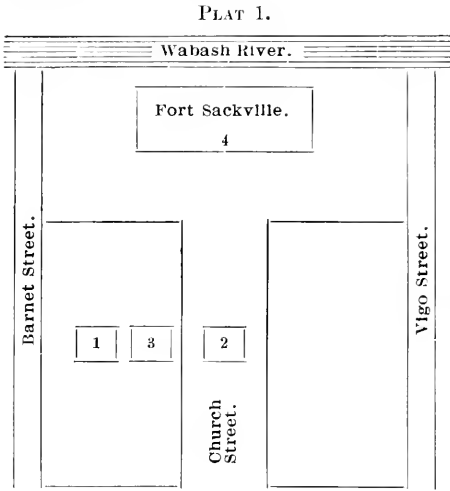 PLAT 1.
Wabash River.
Fort Sackville.
4
Barnet Street.
Vigo Street.
1
3
2
Church
Street.